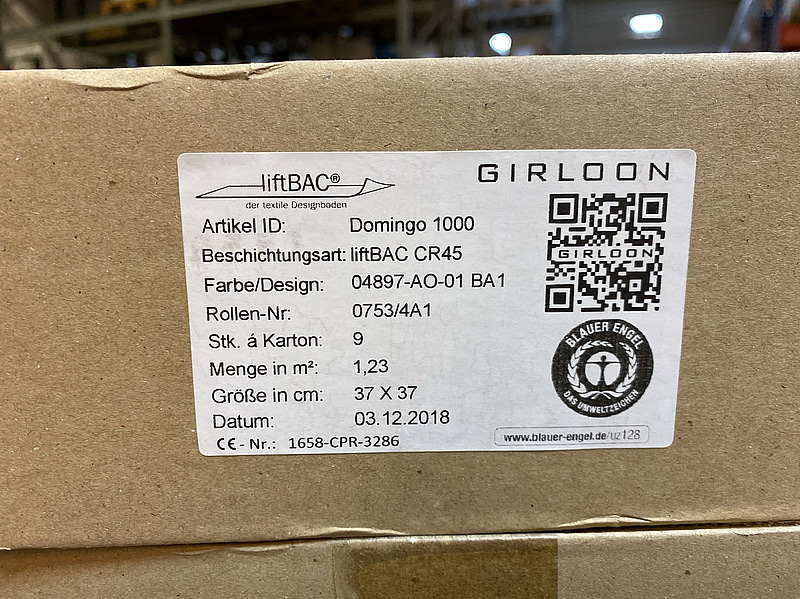 liftBAC®
der textile Designboden
GIRLOON
Artikel ID: Domingo 1000
Beschichtungsart: liftBAC CR45
Farbe/Design: 04897-AO-01 BA1
Rollen-Nr: 0753/4A1
Stk. á Karton: 9
Menge in m²: 1,23
Größe in cm: 37 X 37
Datum: 03.12.2018
CE - Nr.: 1658-CPR-3286
GIRLOON
BLAUER ENGEL
DAS UMWELTZEICHEN
www.blauer-engel.de/uz128